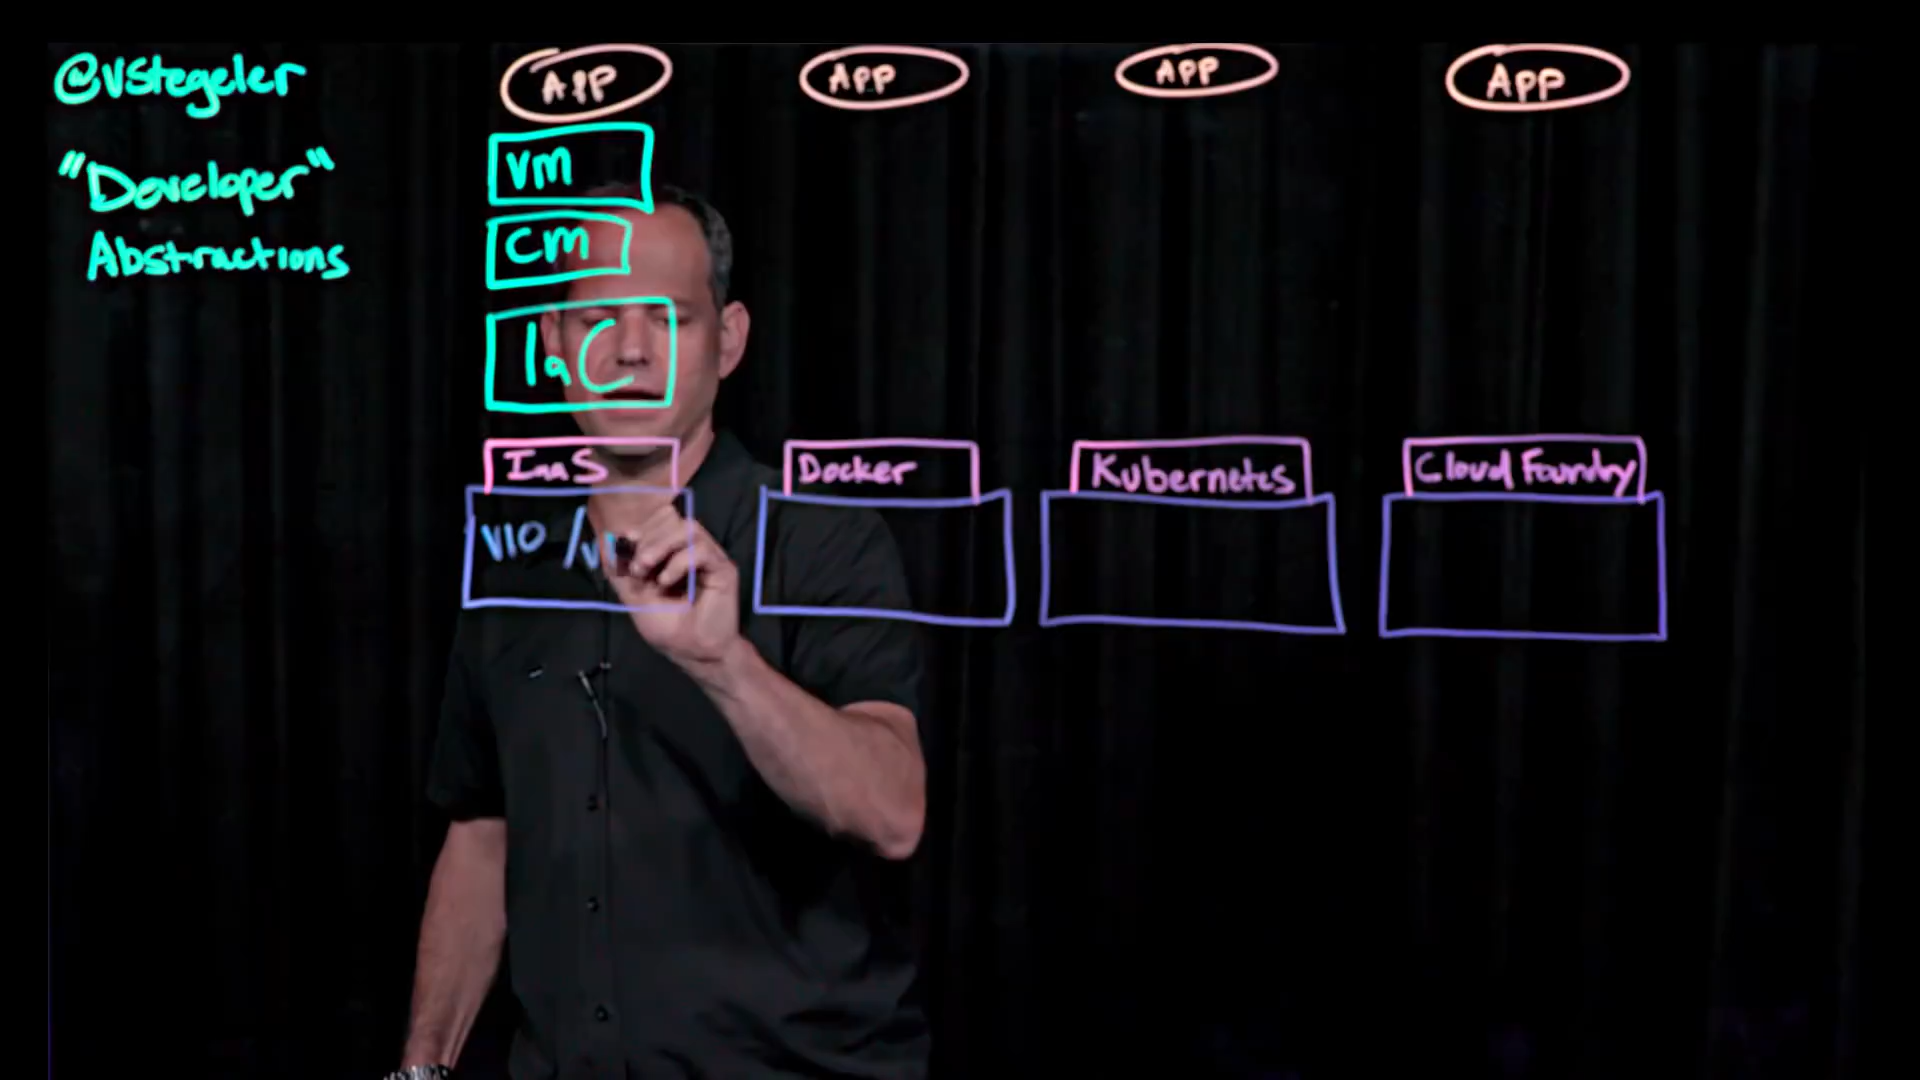 @VStegeler
"Developer"
Abstractions
APP APP APP APP
VM
CM
IaC
IaaS Docker Kubernetes Cloud Foundry
VIO /